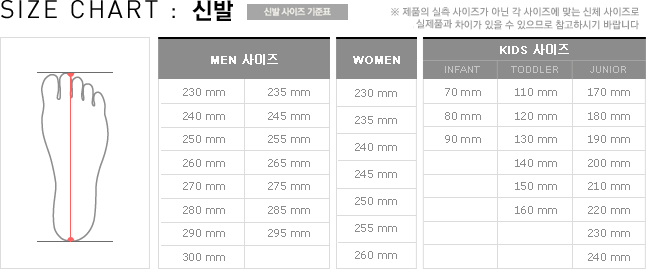 SIZE CHART : 신발 신발 사이즈 기준표
※ 제품의 실측 사이즈가 아닌 각 사이즈에 맞는 신체 사이즈로
실제품과 차이가 있을 수 있으므로 참고하시기 바랍니다
MEN 사이즈
230 mm 235 mm
240 mm 245 mm
250 mm 255 mm
260 mm 265 mm
270 mm 275 mm
280 mm 285 mm
290 mm 295 mm
300 mm
WOMEN
230 mm
235 mm
240 mm
245 mm
250 mm
255 mm
260 mm
KIDS 사이즈
INFANT TODDLER JUNIOR
70 mm 110 mm 170 mm
80 mm 120 mm 180 mm
90 mm 130 mm 190 mm
140 mm 200 mm
150 mm 210 mm
160 mm 220 mm
230 mm
240 mm